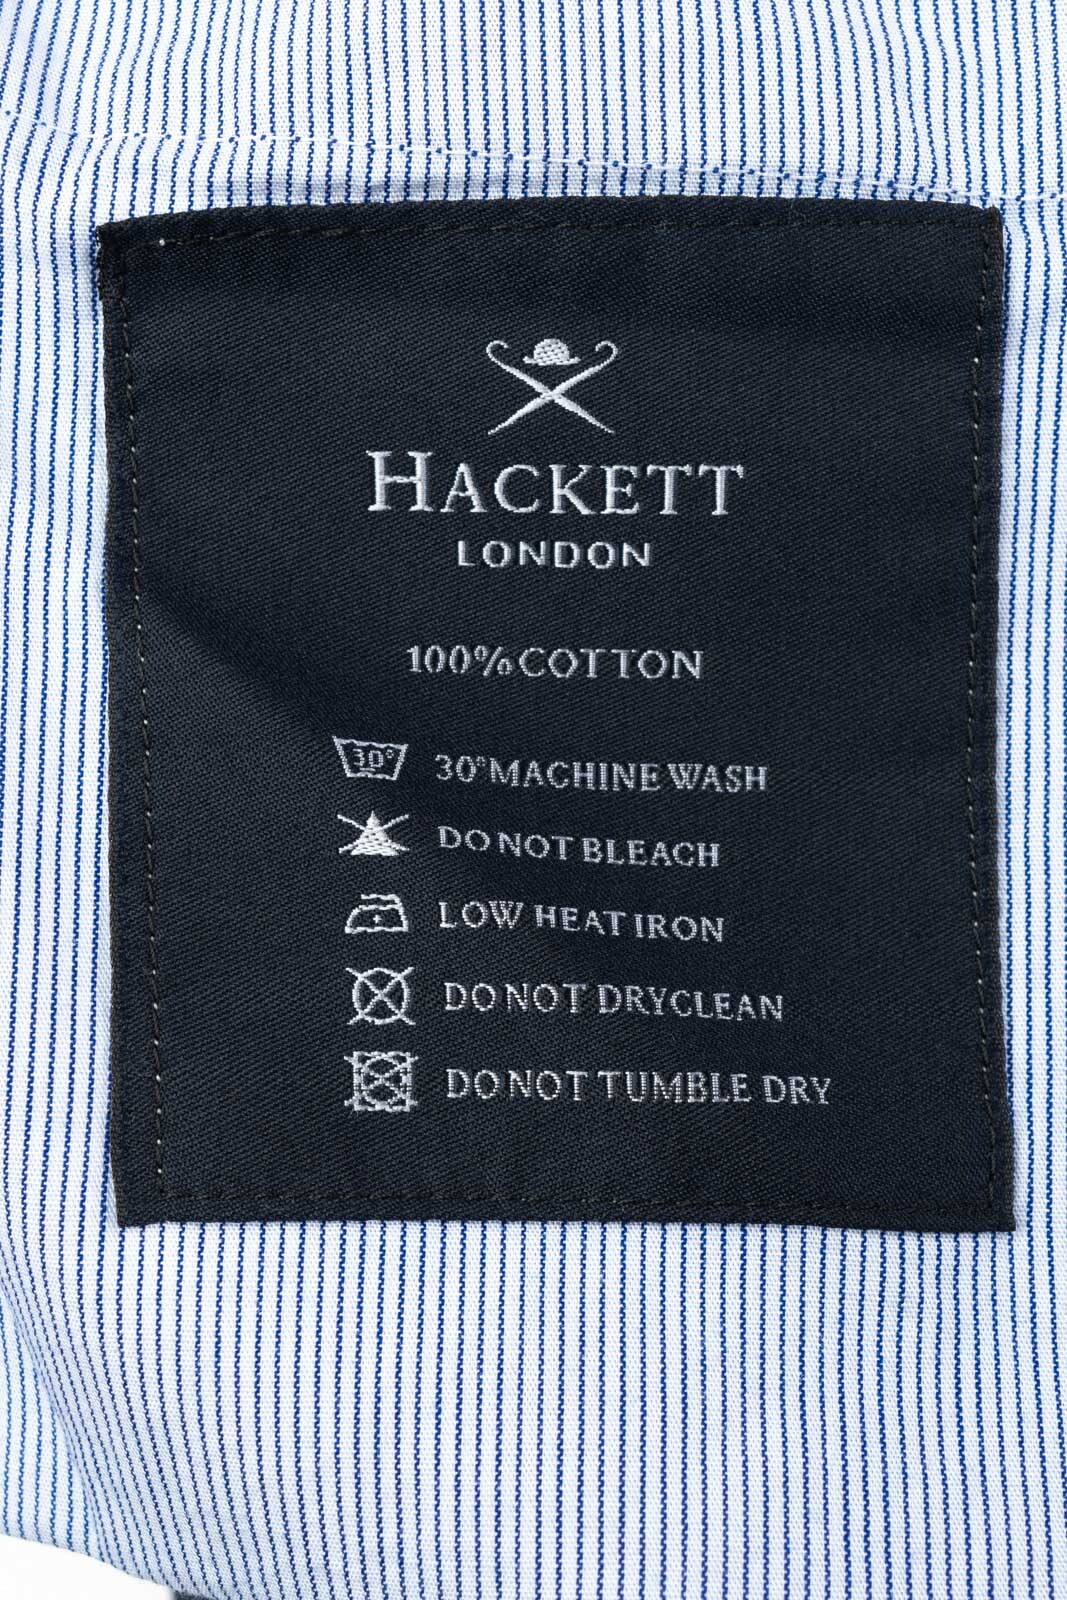 HACKETT
LONDON
100% COTTON
30° 30° MACHINE WASH
DO NOT BLEACH
LOW HEAT IRON
DO NOT DRYCLEAN
DO NOT TUMBLE DRY